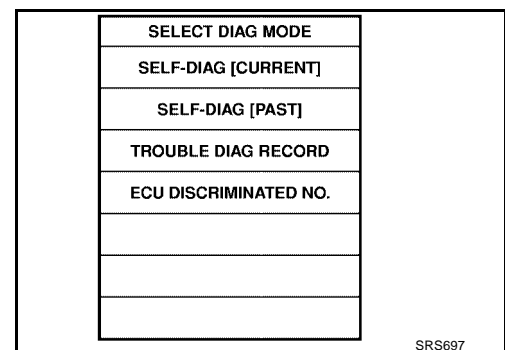 SELECT DIAG MODE
SELF-DIAG [CURRENT]
SELF-DIAG [PAST]
TROUBLE DIAG RECORD
ECU DISCRIMINATED NO.
SRS697